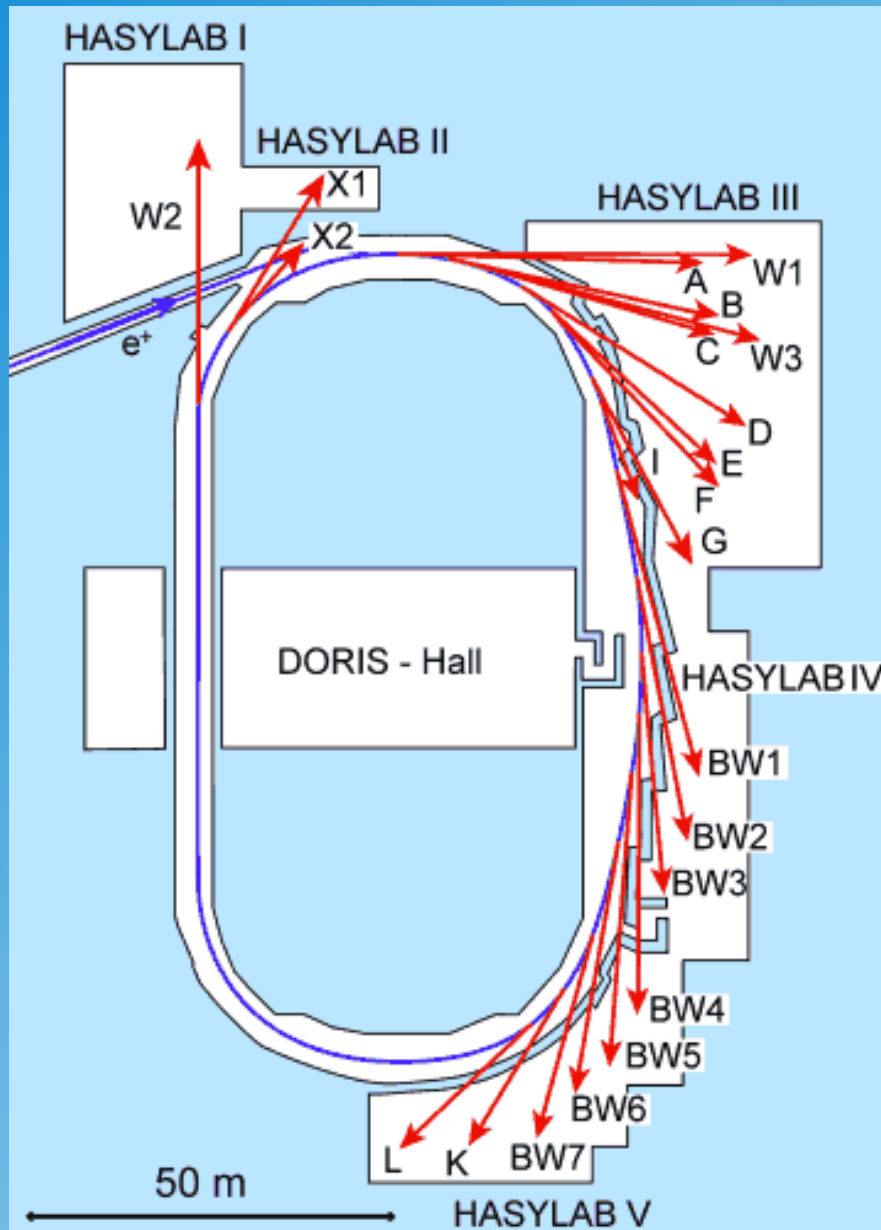 HASYLAB I
HASYLAB II
X1
HASYLAB III
W2
X2
W1
A
B
e⁺
C
W3
D
I
E
F
G
DORIS - Hall
HASYLAB IV
BW1
BW2
BW3
BW4
BW5
BW6
L
K
BW7
50 m
HASYLAB V